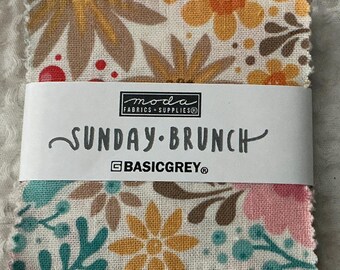 moda
FABRICS + SUPPLIES®
SUNDAY · BRUNCH
BASICGREY®